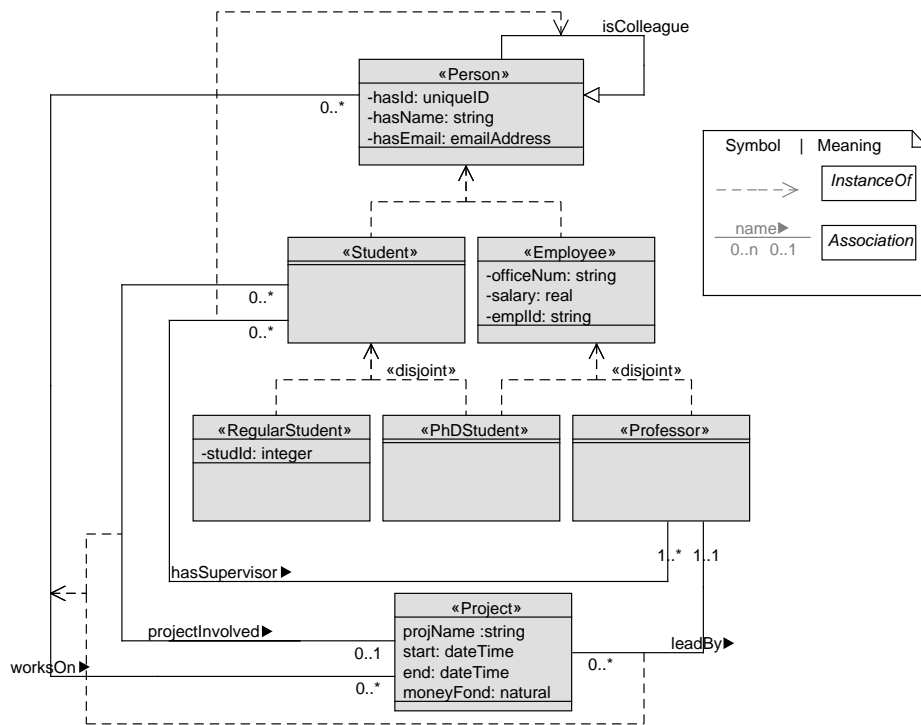 isColleague
«Person»
-hasId: uniqueID
-hasName: string
-hasEmail: emailAddress
0..*
Symbol | Meaning
InstanceOf
name▶
0..n 0..1
Association
«Student»
«Employee»
-officeNum: string
-salary: real
-emplId: string
0..*
0..*
«disjoint»
«disjoint»
«RegularStudent»
-studId: integer
«PhDStudent»
«Professor»
1..* 1..1
hasSupervisor▶
«Project»
projName :string
start: dateTime
end: dateTime
moneyFond: natural
projectInvolved▶
0..1
leadBy▶
0..*
worksOn▶
0..*